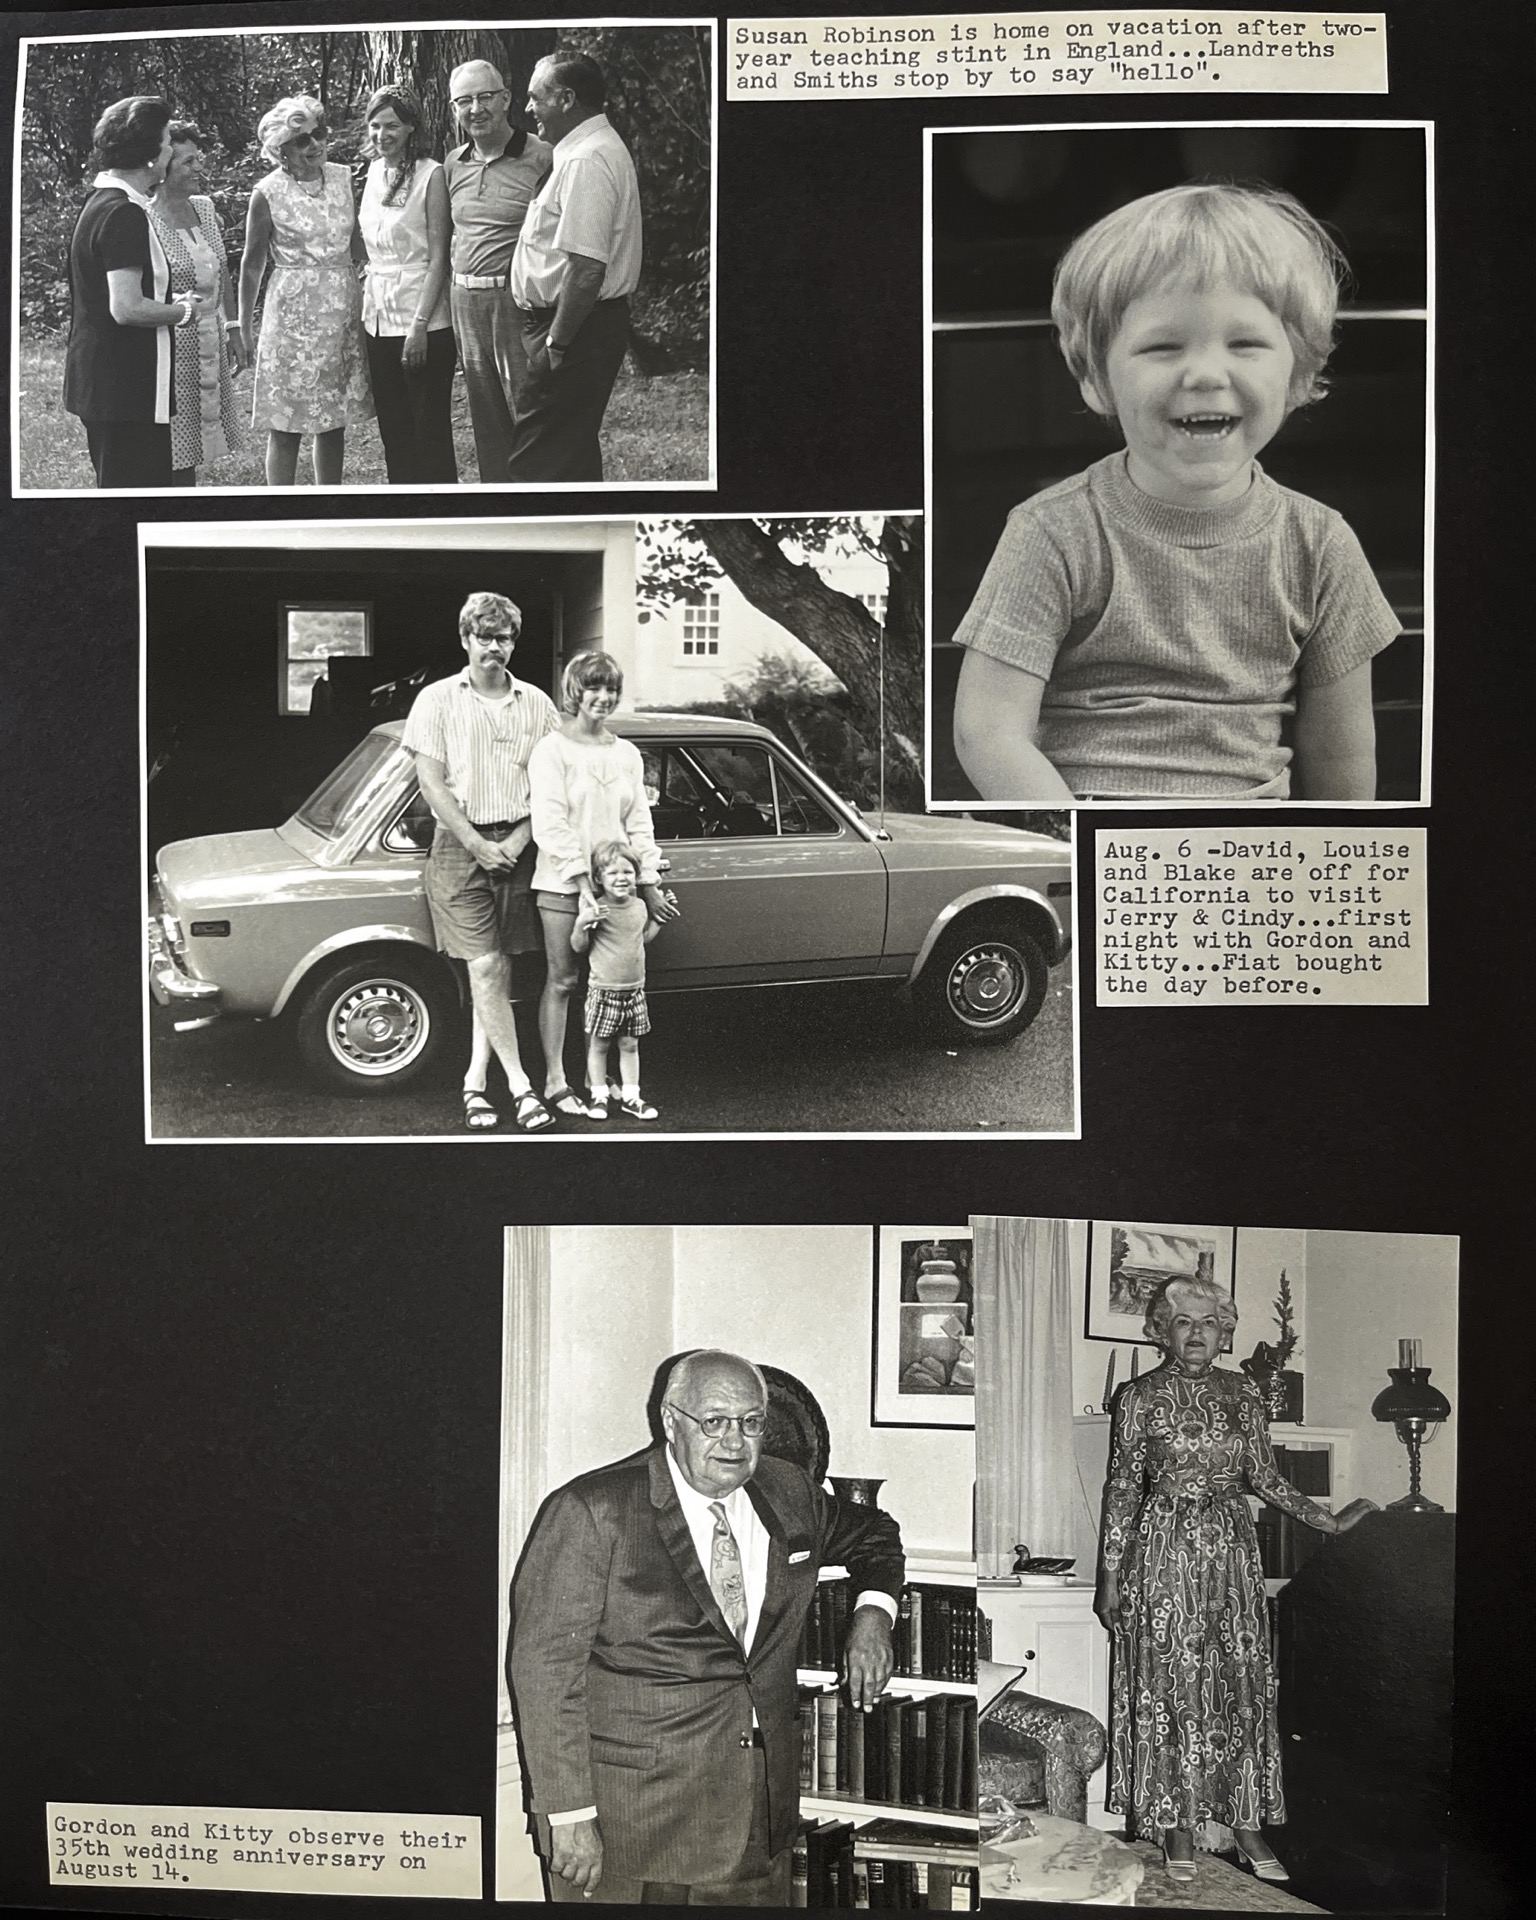 Susan Robinson is home on vacation after two-
year teaching stint in England...Landreths
and Smiths stop by to say "hello".
Aug. 6 -David, Louise
and Blake are off for
California to visit
Jerry & Cindy...first
night with Gordon and
Kitty...Fiat bought
the day before.
Gordon and Kitty observe their
35th wedding anniversary on
August 14.
THE SEA